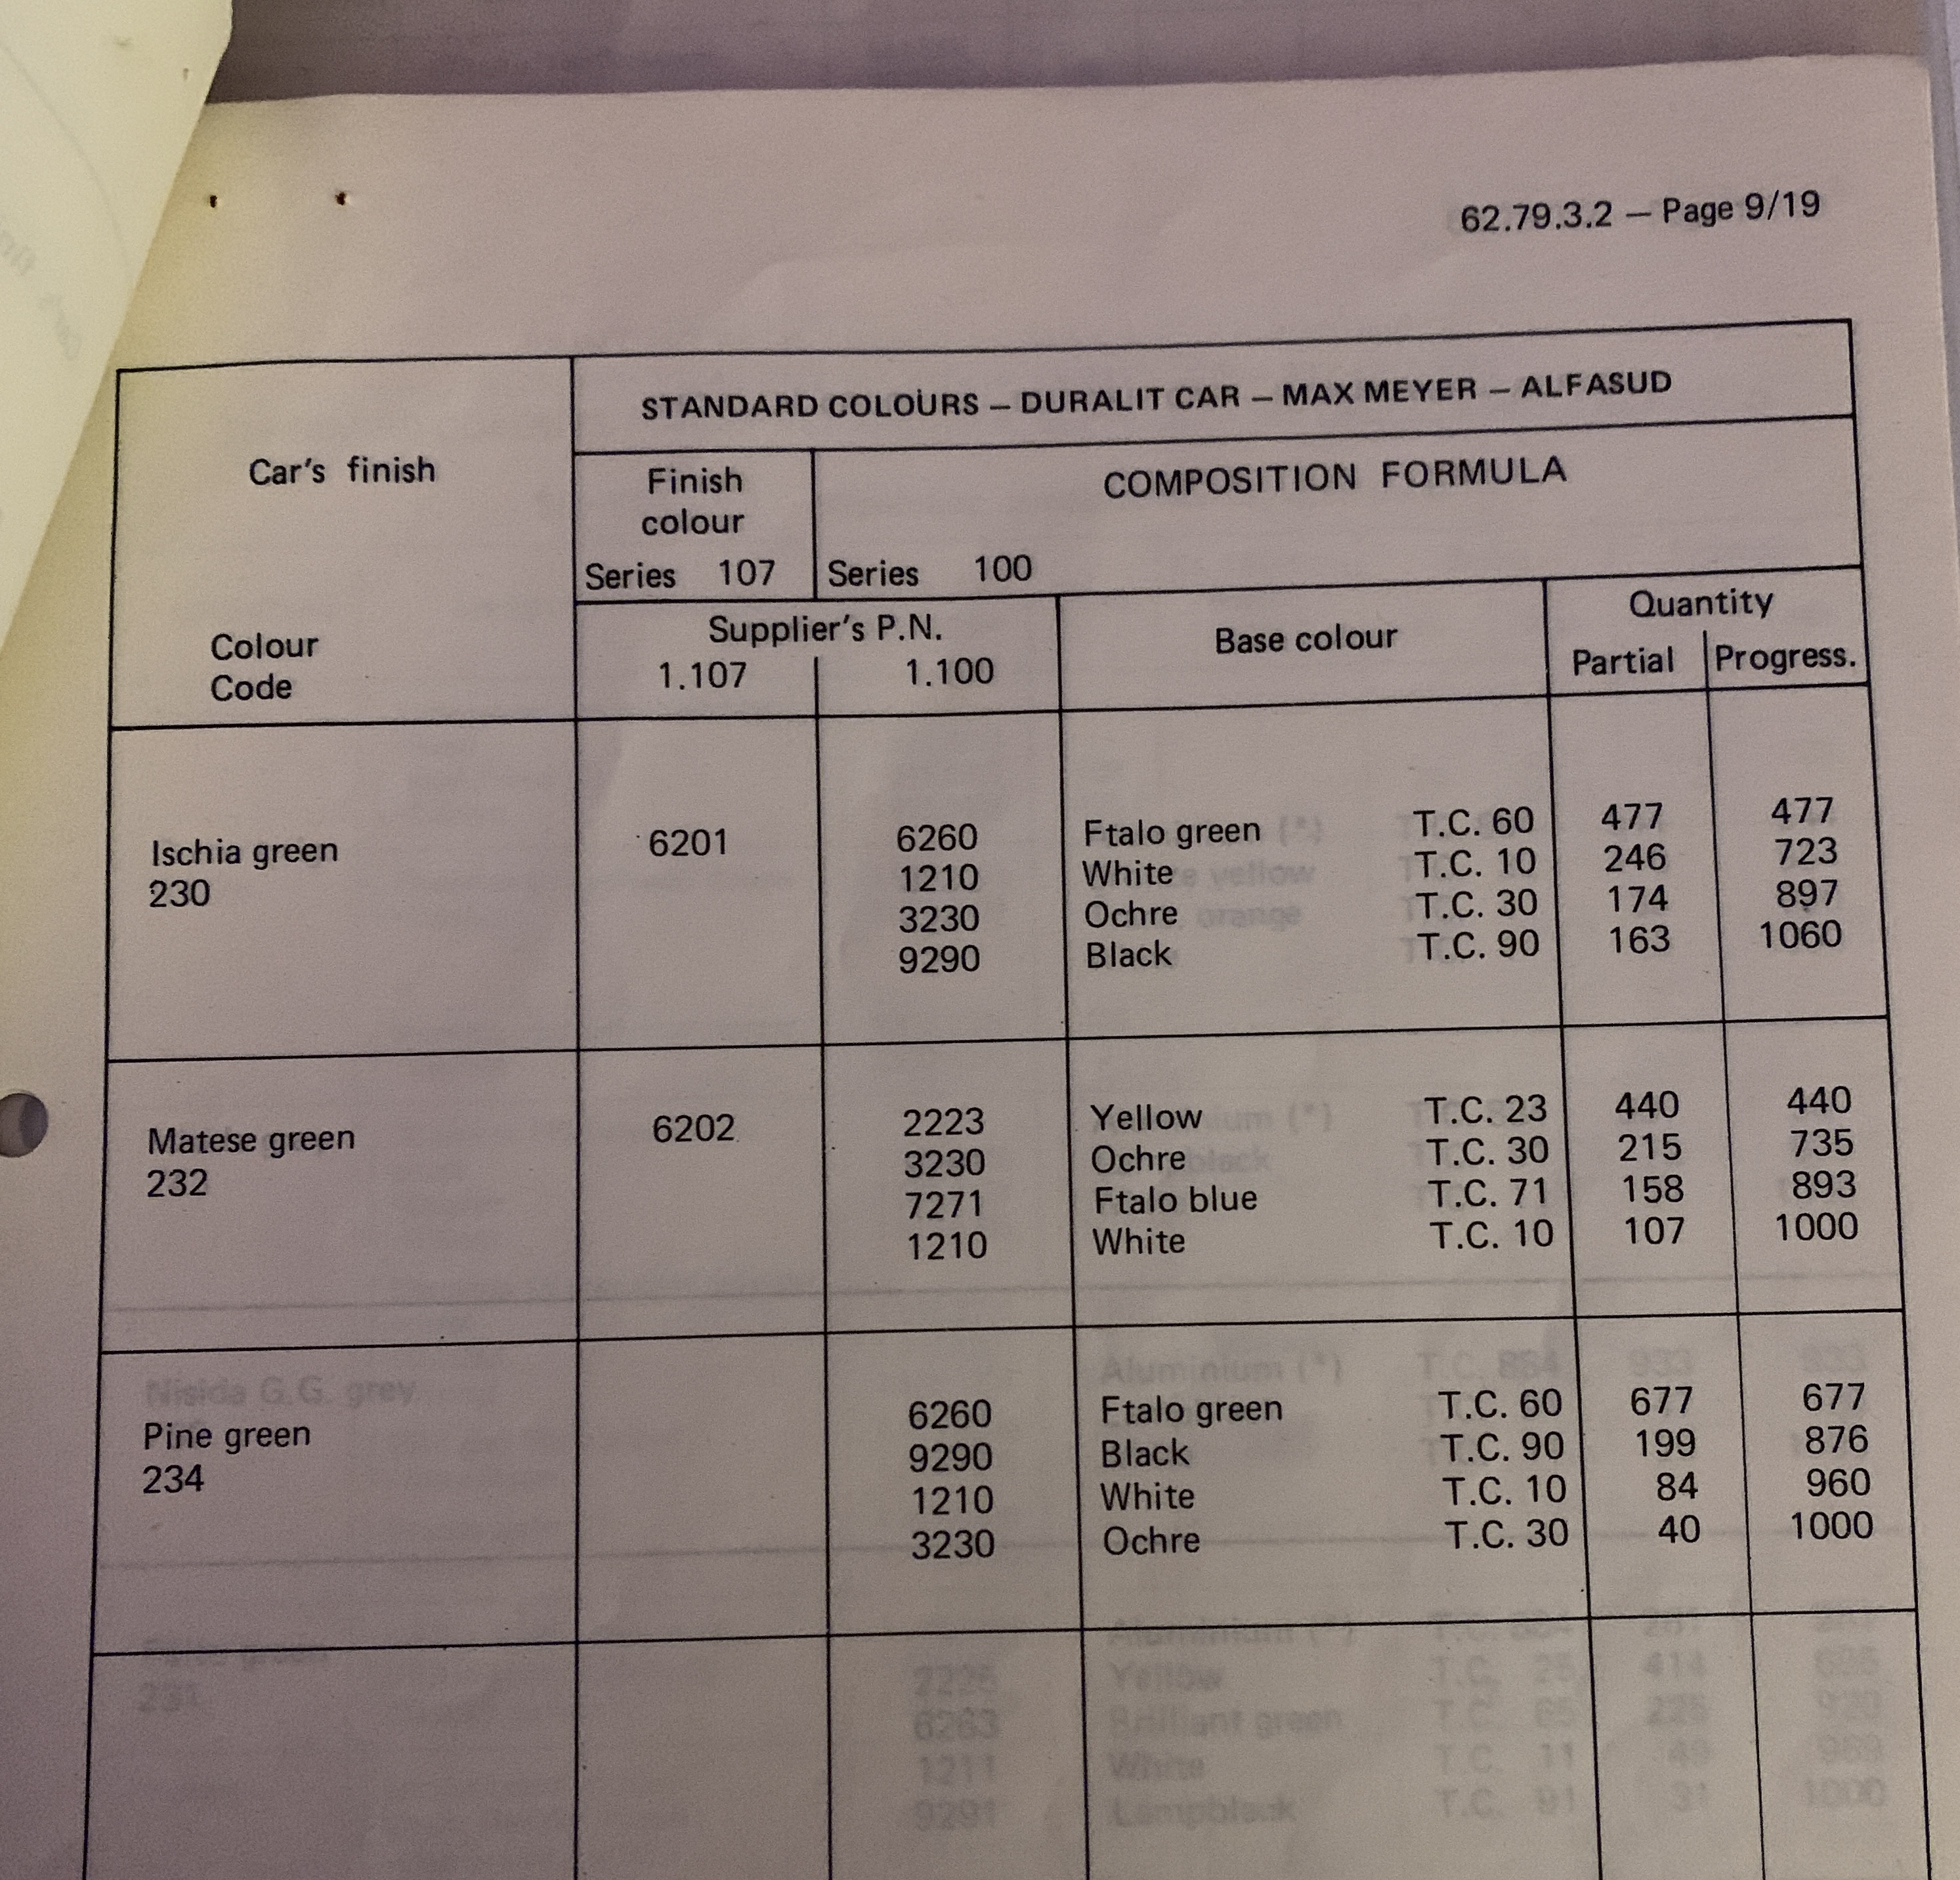 62.79.3.2 — Page 9/19
STANDARD COLOURS – DURALIT CAR – MAX MEYER – ALFASUD
Car's finish
Finish
colour
COMPOSITION FORMULA
Series 107 Series 100
Colour
Code
Supplier's P.N.
1.107 1.100
Base colour
Quantity
Partial Progress.
Ischia green
230
6201
6260 Ftalo green T.C. 60 477 477
1210 White T.C. 10 246 723
3230 Ochre T.C. 30 174 897
9290 Black T.C. 90 163 1060
Matese green
232
6202
2223 Yellow T.C. 23 440 440
3230 Ochre T.C. 30 215 735
7271 Ftalo blue T.C. 71 158 893
1210 White T.C. 10 107 1000
Pine green
234
6260 Ftalo green T.C. 60 677 677
9290 Black T.C. 90 199 876
1210 White T.C. 10 84 960
3230 Ochre T.C. 30 40 1000